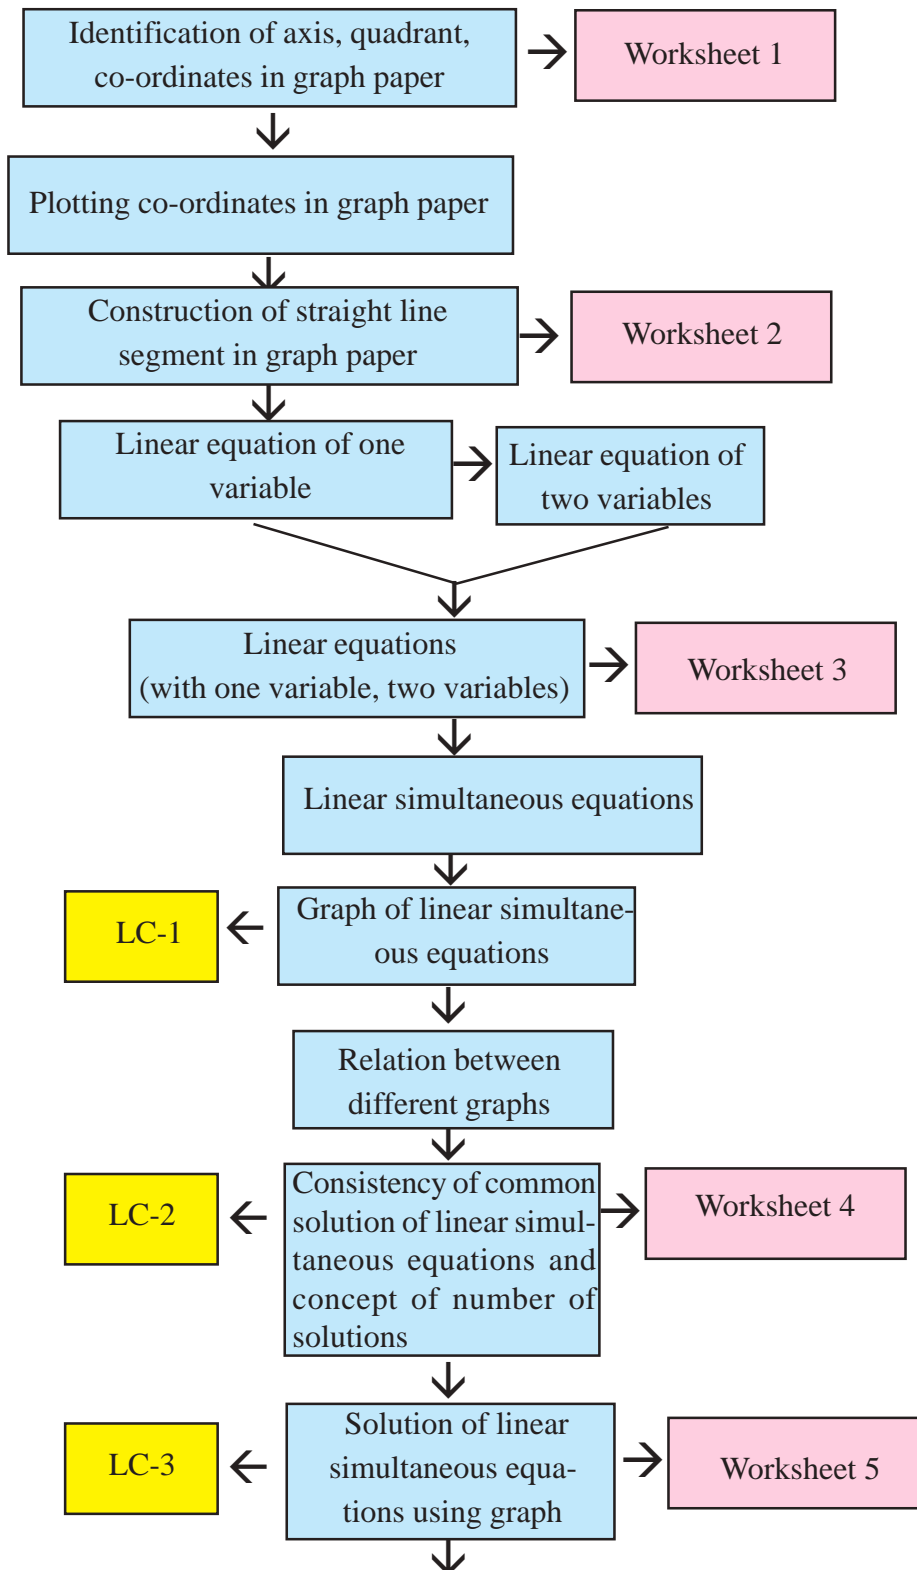 Identification of axis, quadrant,
co-ordinates in graph paper
Worksheet 1
Plotting co-ordinates in graph paper
Construction of straight line
segment in graph paper
Worksheet 2
Linear equation of one
variable
Linear equation of
two variables
Linear equations
(with one variable, two variables)
Worksheet 3
Linear simultaneous equations
LC-1
Graph of linear simultane-
ous equations
Relation between
different graphs
LC-2
Consistency of common
solution of linear simul-
taneous equations and
concept of number of
solutions
Worksheet 4
LC-3
Solution of linear
simultaneous equa-
tions using graph
Worksheet 5